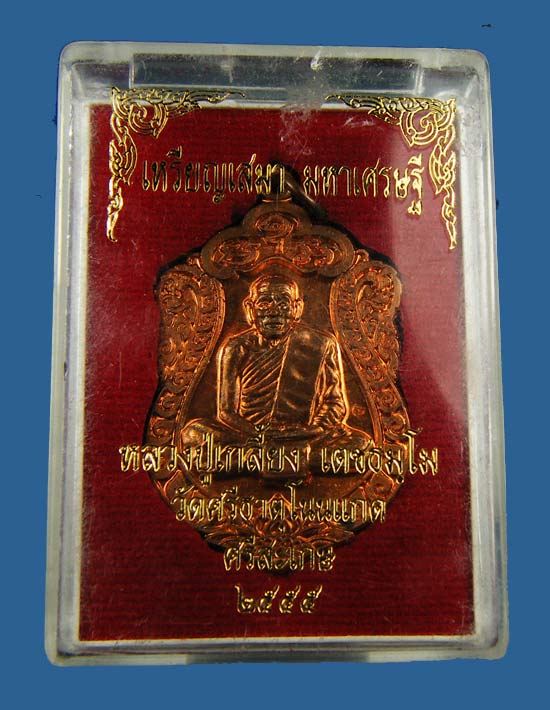 เหรียญเสมา มหาเศรษฐี
หลวงปู่เกลี้ยง เตชธมฺโม
วัดศรีธาตุโนนแกด
ศรีสะเกษ
๒๕๕๕